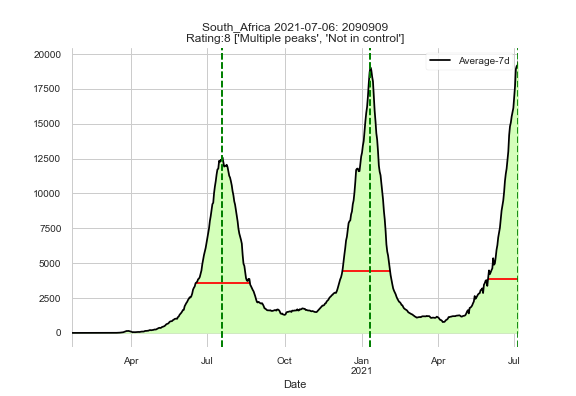 South_Africa 2021-07-06: 2090909
Rating:8 ['Multiple peaks', 'Not in control']
Average-7d
20000
17500
15000
12500
10000
7500
5000
2500
0
Apr
Jul
Oct
Jan
2021
Apr
Jul
Date